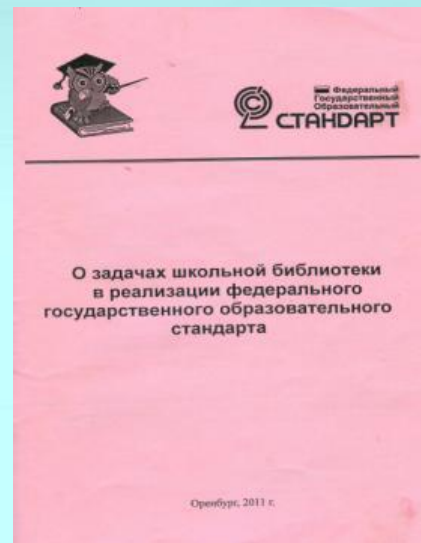 Федеральный
Государственный
Образовательный
СТАНДАРТ
О задачах школьной библиотеки
в реализации федерального
государственного образовательного
стандарта
Оренбург, 2011 г.